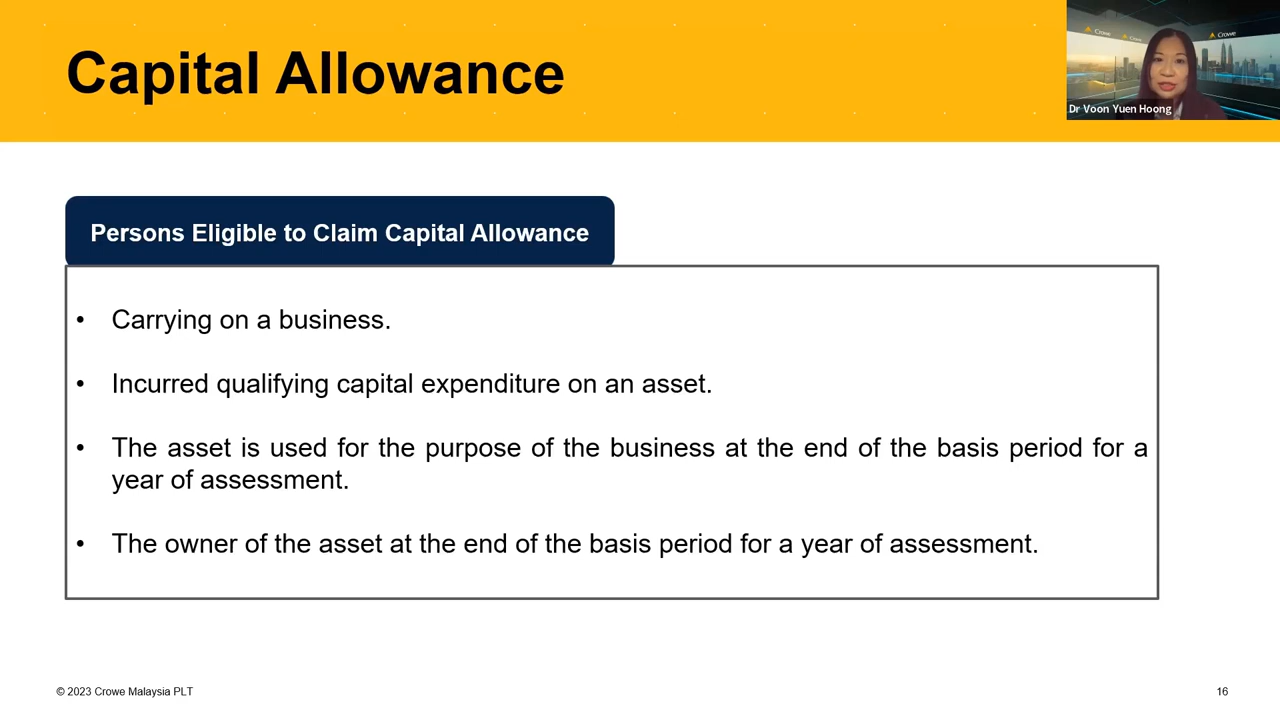 Capital Allowance
Crowe
Crowe
Crowe
Dr Voon Yuen Hoong
Persons Eligible to Claim Capital Allowance
• Carrying on a business.
• Incurred qualifying capital expenditure on an asset.
• The asset is used for the purpose of the business at the end of the basis period for a
year of assessment.
• The owner of the asset at the end of the basis period for a year of assessment.
© 2023 Crowe Malaysia PLT
16